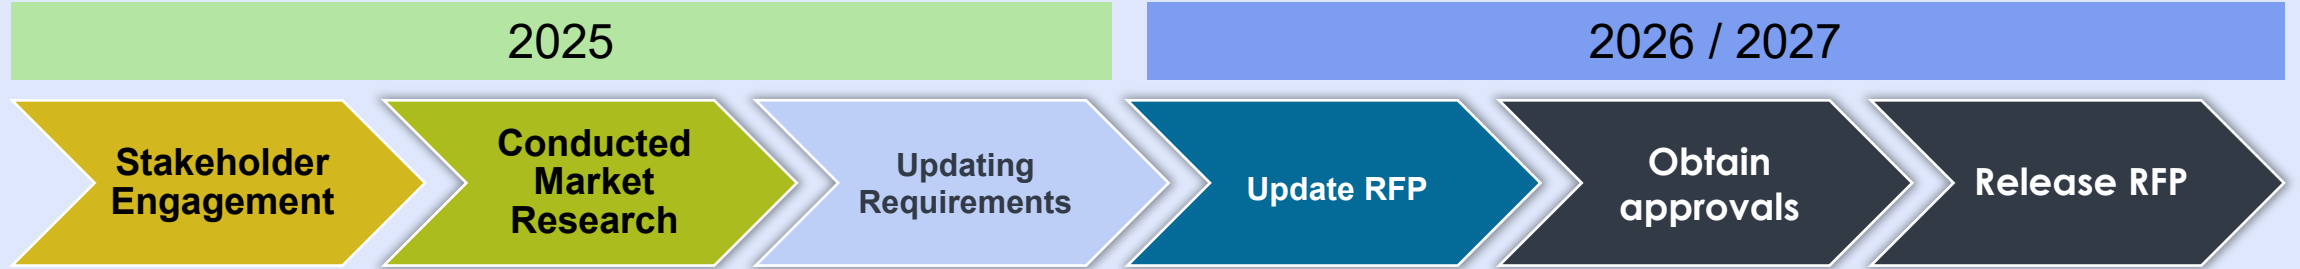 2025
2026 / 2027
Stakeholder
Engagement
Conducted
Market
Research
Updating
Requirements
Update RFP
Obtain
approvals
Release RFP